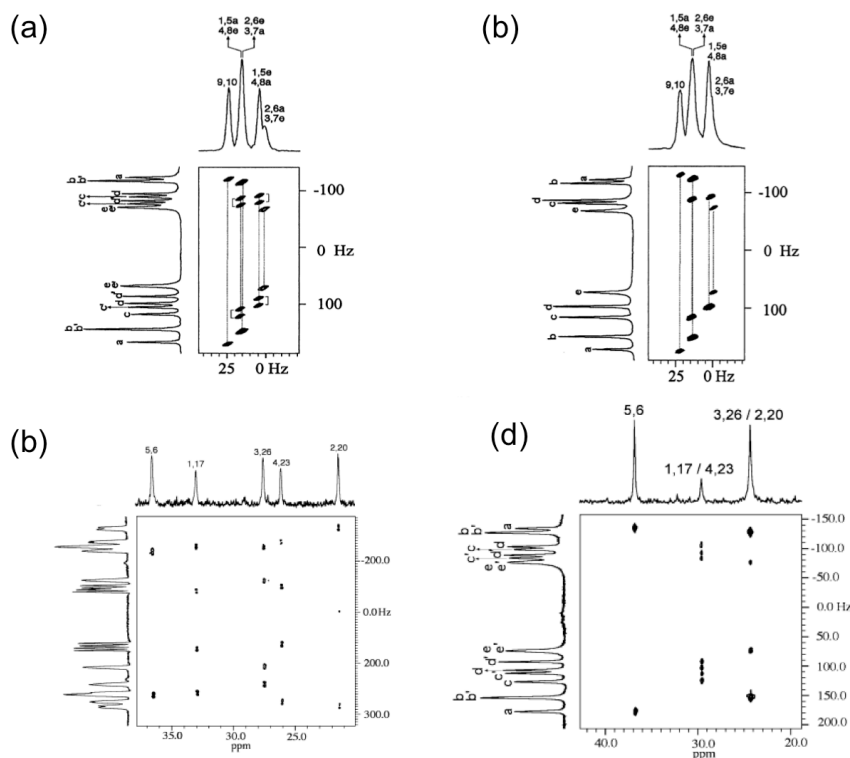 (a)
1,5a 2,6e
4,8e 3,7a
9,10
1,5e
4,8a
2,6a
3,7e
a
b b'
-100
0 Hz
e e'
d
100
c
b' b'
a
25 0 Hz
(b)
1,5a 2,6e
4,8e 3,7a
9,10
1,5e
4,8a
2,6a
3,7e
a
b
-100
d
c
e
0 Hz
e
d
100
c
b
a
25 0 Hz
(b)
5,6
1,17
3,26
4,23
2,20
-200.0
0.0 Hz
200.0
300.0
35.0 30.0 25.0
ppm
(d)
5,6
3,26 / 2,20
1,17 / 4,23
a
b b'
d
c' c
d'
e' e'
e e'
d'
d
c'
c
b b'
a
-150.0
-100.0
-50.0
0.0 Hz
50.0
100.0
150.0
200.0
40.0 30.0 20.0
ppm